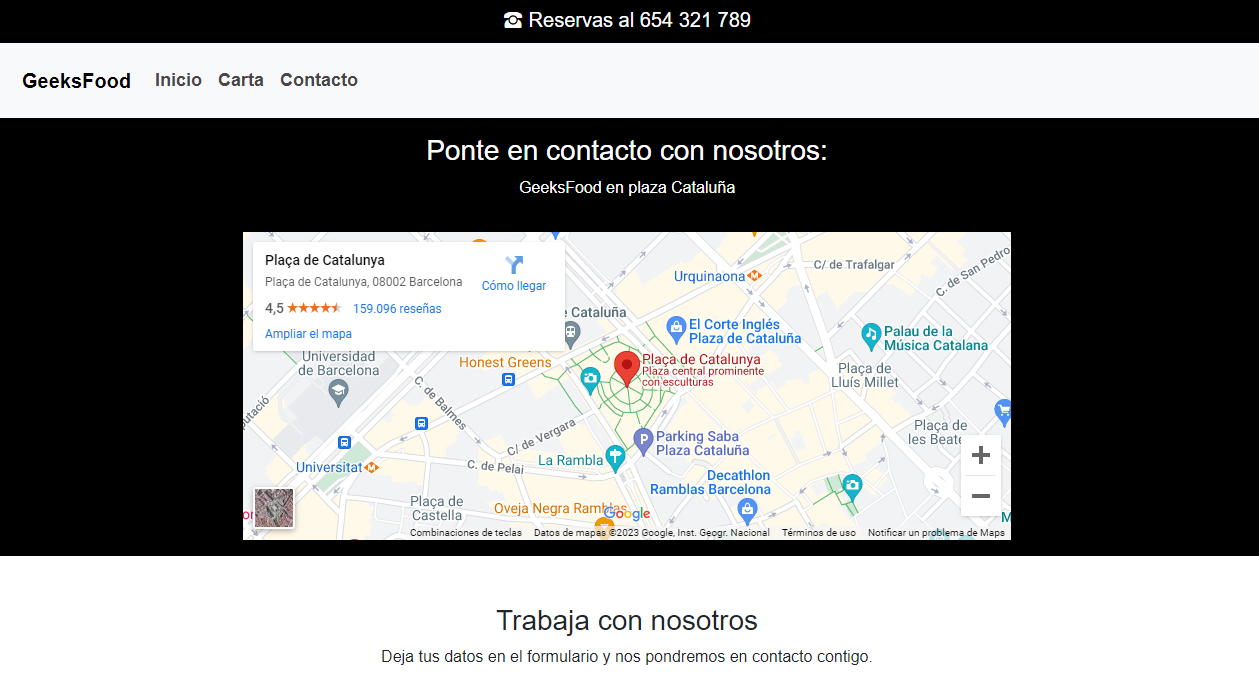 ☎ Reservas al 654 321 789
GeeksFood Inicio Carta Contacto
Ponte en contacto con nosotros:
GeeksFood en plaza Cataluña
Plaça de Catalunya
Plaça de Catalunya, 08002 Barcelona
Cómo llegar
4,5 159.096 reseñas
Ampliar el mapa
Urquinaona
C/ de Trafalgar
C. de San Pedro
Cataluña
El Corte Inglés
Plaza de Cataluña
Palau de la
Música Catalana
Universidad
de Barcelona
Honest Greens
Plaça de Catalunya
Plaza central prominente
con esculturas
Plaça de
Lluís Millet
C. de Balmes
C/ de Vergara
Parking Saba
Plaza Cataluña
Plaça de
les Beate
Universitat
C. de Pelai
La Rambla
Decathlon
Ramblas Barcelona
Plaça de
Castella
Oveja Negra Ramblas
Google
Combinaciones de teclas Datos de mapas ©2023 Google, Inst. Geogr. Nacional Términos de uso Notificar un problema de Maps
Trabaja con nosotros
Deja tus datos en el formulario y nos pondremos en contacto contigo.